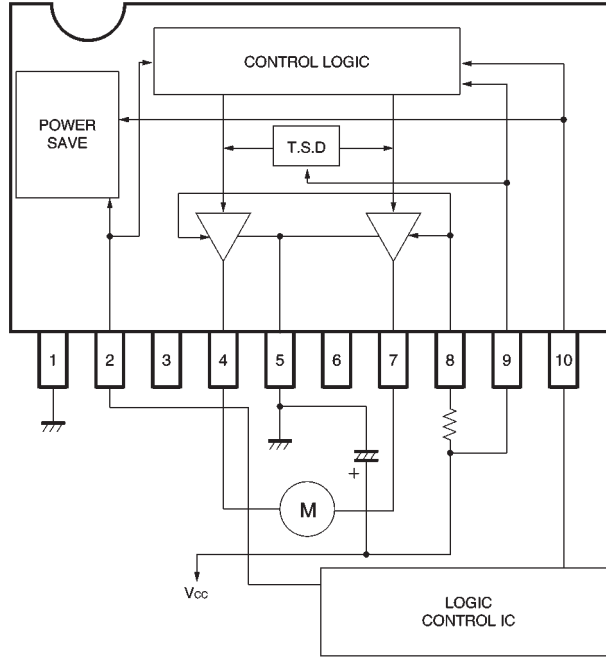 CONTROL LOGIC
POWER
SAVE
T.S.D
1 2 3 4 5 6 7 8 9 10
+
M
Vcc
LOGIC
CONTROL IC